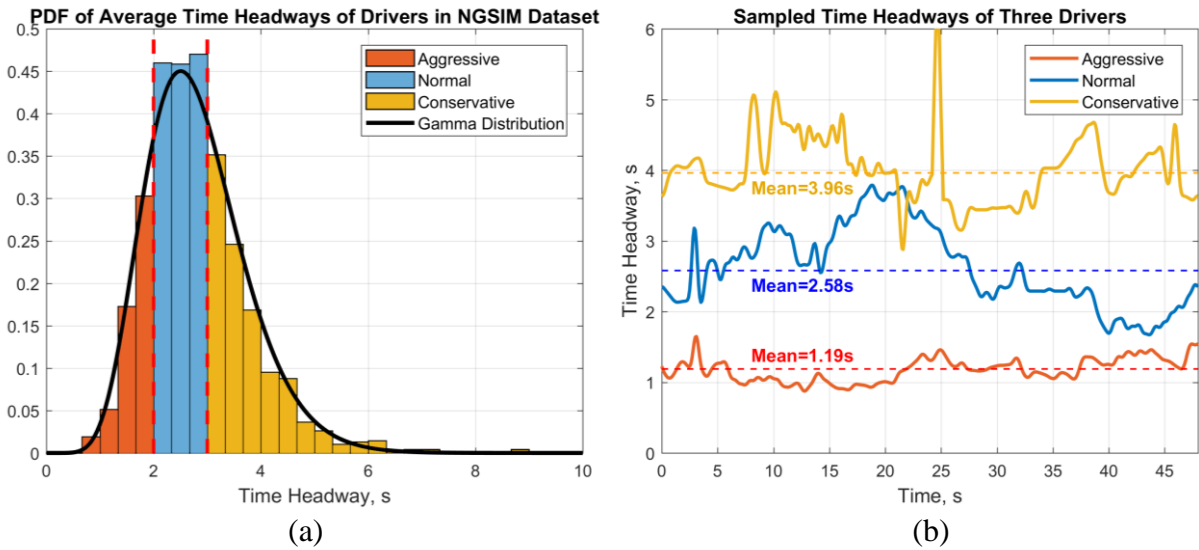 PDF of Average Time Headways of Drivers in NGSIM Dataset
0.5
0.45
0.4
0.35
0.3
0.25
0.2
0.15
0.1
0.05
0
0 2 4 6 8 10
Time Headway, s
Aggressive
Normal
Conservative
Gamma Distribution
(a)
Sampled Time Headways of Three Drivers
Time Headway, s
6
5
4
3
2
1
0
0 5 10 15 20 25 30 35 40 45
Time, s
Aggressive
Normal
Conservative
Mean=3.96s
Mean=2.58s
Mean=1.19s
(b)